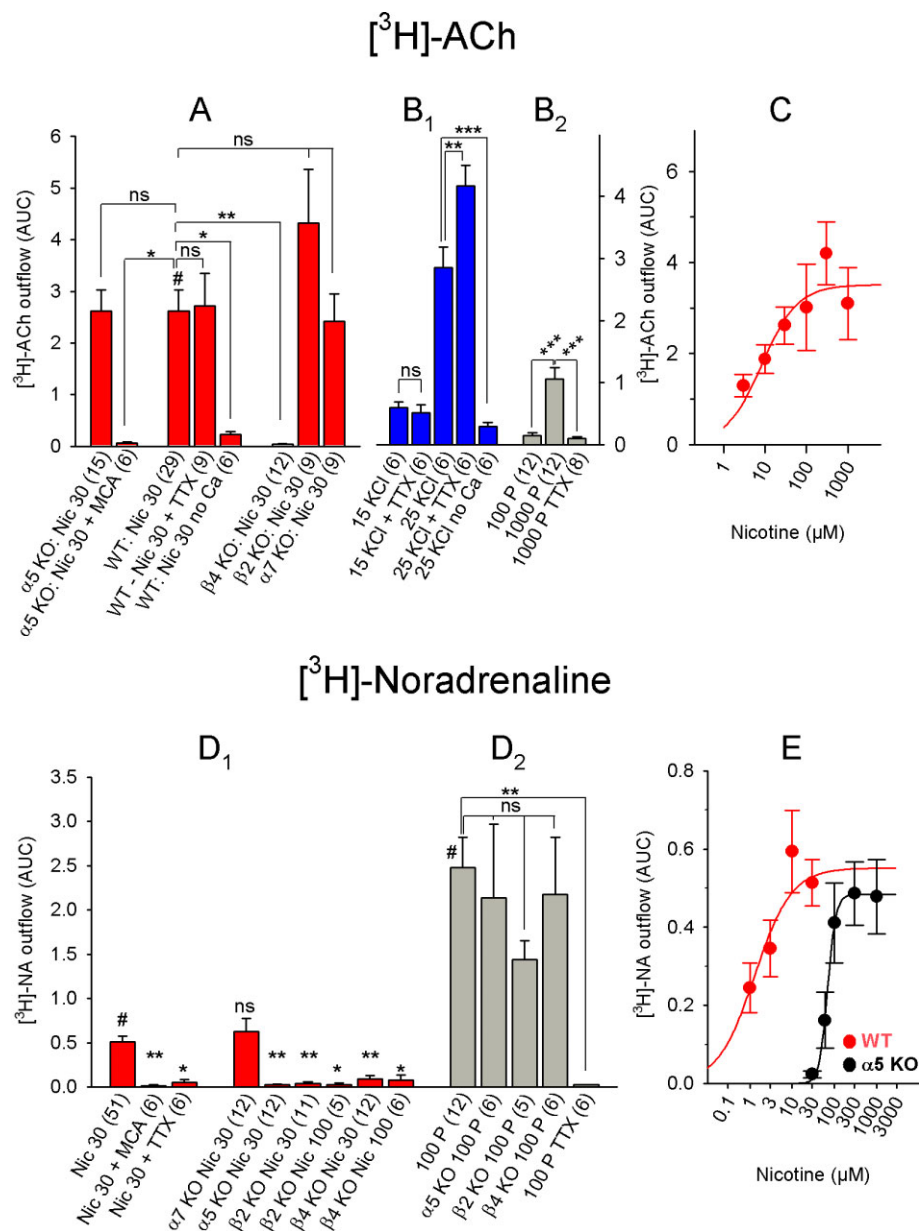 [³H]-ACh
A
B₁
B₂
C
[³H]-ACh outflow (AUC)
6
5
4
3
2
1
0
ns
*
#
ns
*
**
ns
α5 KO: Nic 30 (15)
α5 KO: Nic 30 + MCA (6)
WT: Nic 30 (29)
WT - Nic 30 + TTX (9)
WT: Nic 30 no Ca (6)
β4 KO: Nic 30 (12)
β2 KO: Nic 30 (9)
α7 KO: Nic 30 (9)
ns
**
***
15 KCl (6)
15 KCl + TTX (6)
25 KCl (6)
25 KCl + TTX (6)
25 KCl no Ca (6)
***
***
100 P (12)
1000 P (12)
1000 P TTX (8)
4
3
2
1
0
[³H]-ACh outflow (AUC)
6
4
2
0
1
10
100
1000
Nicotine (µM)
[³H]-Noradrenaline
D₁
D₂
E
[³H]-NA outflow (AUC)
3.5
3.0
2.5
2.0
1.5
1.0
0.5
0.0
#
**
*
ns
**
**
*
**
*
Nic 30 (51)
Nic 30 + MCA (6)
Nic 30 + TTX (6)
α7 KO Nic 30 (12)
α5 KO Nic 30 (12)
β2 KO Nic 30 (11)
β2 KO Nic 100 (5)
β4 KO Nic 30 (12)
β4 KO Nic 100 (6)
**
ns
#
100 P (12)
α5 KO 100 P (6)
β2 KO 100 P (5)
β4 KO 100 P (6)
100 P TTX (6)
[³H]-NA outflow (AUC)
0.8
0.6
0.4
0.2
0.0
WT
α5 KO
0.1
1
3
10
30
100
300
1000
3000
Nicotine (µM)